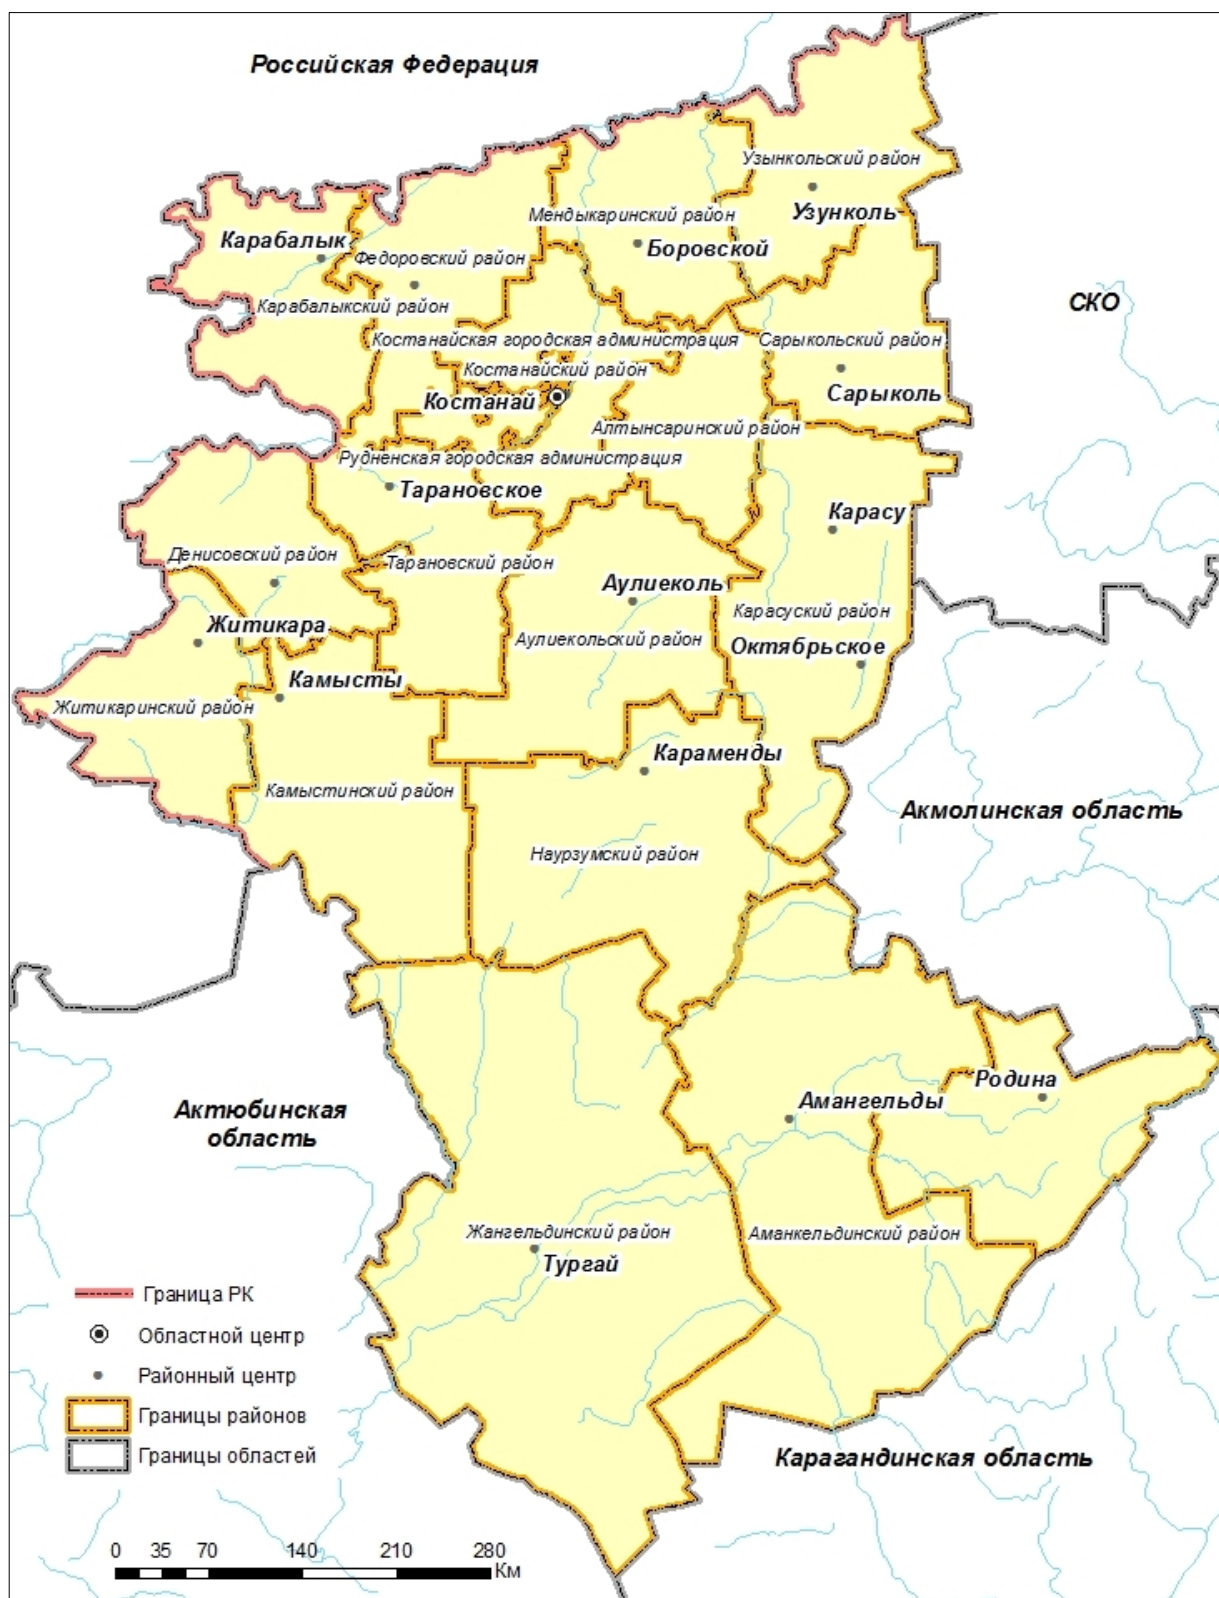 Российская Федерация
Узынкольский район
Узунколь
Мендыкаринский район
Боровской
Карабалык
Федоровский район
Карабалыкский район
СКО
Костанайская городская администрация
Сарыкольский район
Костанайский район
Сарыколь
Костанай
Алтынсаринский район
Рудненская городская администрация
Тарановское
Карасу
Денисовский район
Тарановский район
Аулиеколь
Карасуский район
Житикара
Аулиекольский район
Октябрьское
Камысты
Житикаринский район
Караменды
Камыстинский район
Акмолинская область
Наурзумский район
Родина
Амангельды
Актюбинская
область
Жангельдинский район
Аманкельдинский район
Тургай
Граница РК
Областной центр
Районный центр
Границы районов
Границы областей
Карагандинская область
0 35 70 140 210 280
Км